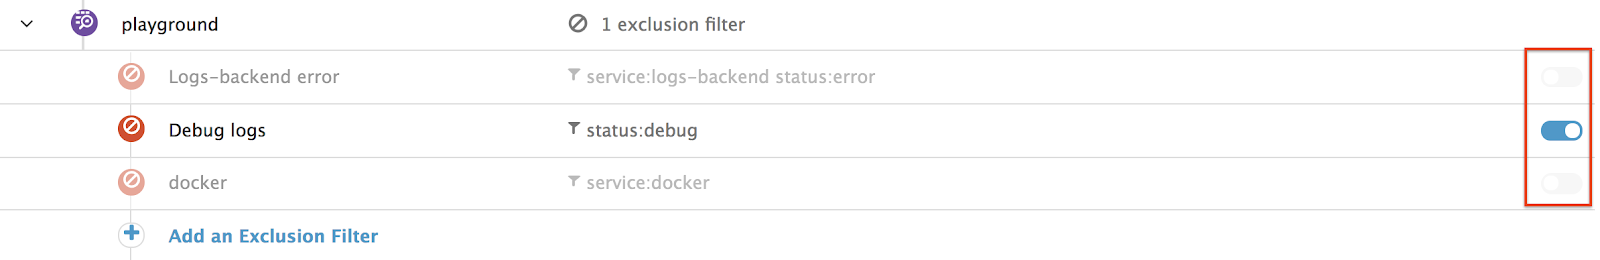 playground 1 exclusion filter
Logs-backend error service:logs-backend status:error
Debug logs status:debug
docker service:docker
Add an Exclusion Filter